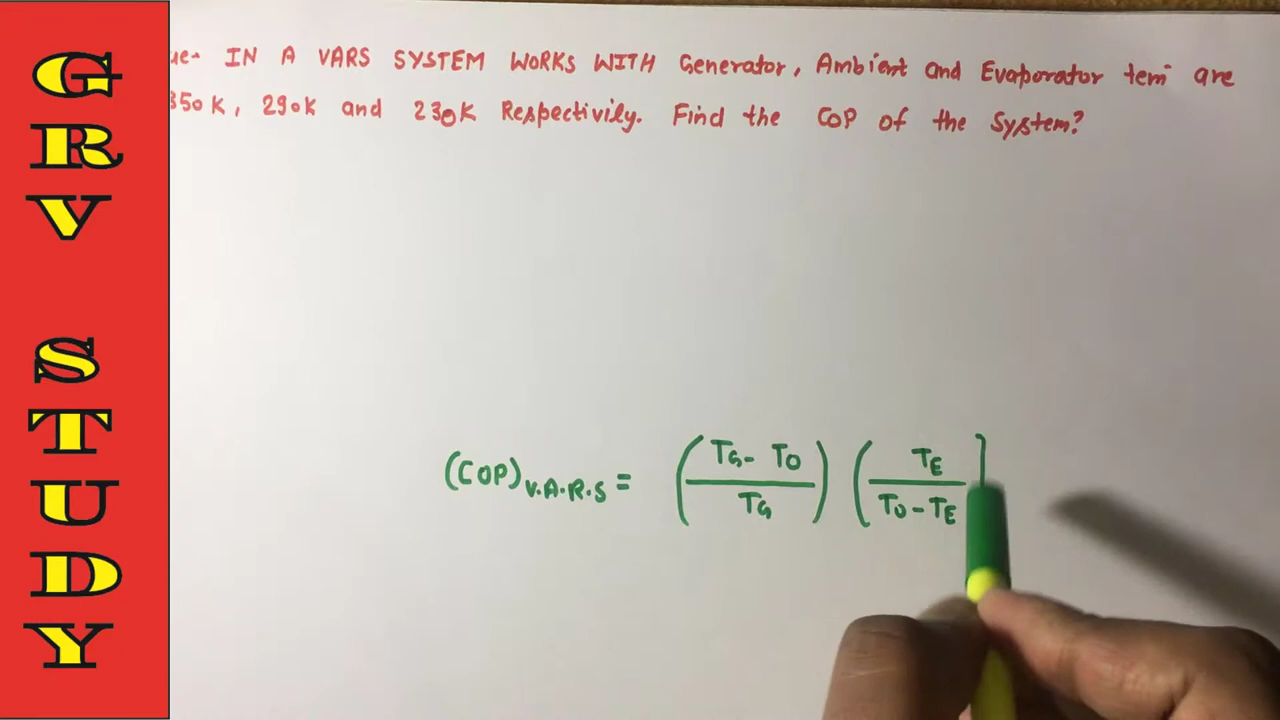 GRV STUDY
ue- IN A VARS SYSTEM WORKS WITH Generator, Ambient and Evaporator tem are
350K, 290K and 230K Respectivily. Find the COP of the System?
(COP)V.A.R.S = (TG - TO / TG) (TE / TO - TE)